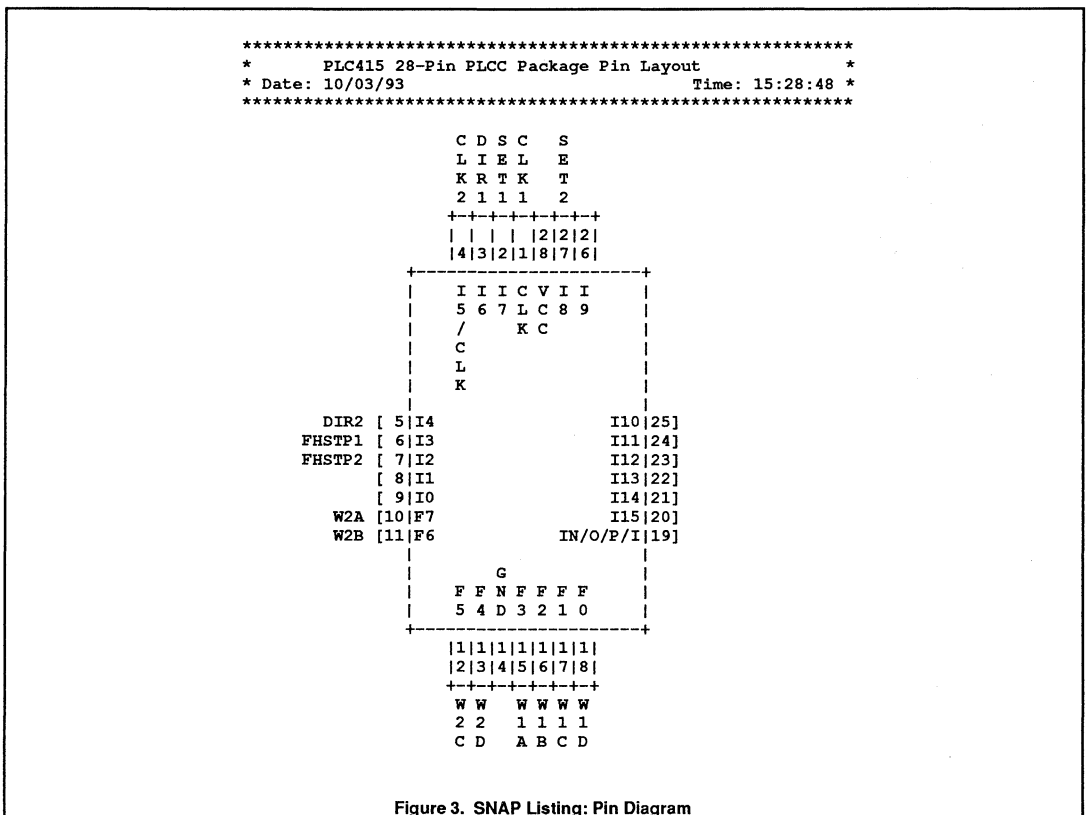 ************************************************************
*       PLC415 28-Pin PLCC Package Pin Layout              *
* Date: 10/03/93                            Time: 15:28:48 *
************************************************************
C D S C   S
L I E L   E
K R T K   T
2 1 1 1   2
+-+-+-+-+-+-+-+
| | | | |2|2|2|
|4|3|2|1|8|7|6|
+-----------------------+
| I I I C V I I |
| 5 6 7 L C 8 9 |
| /     K C |
| C |
| L |
| K |
| |
DIR2 [ 5|I4 I10|25]
FHSTP1 [ 6|I3 I11|24]
FHSTP2 [ 7|I2 I12|23]
[ 8|I1 I13|22]
[ 9|I0 I14|21]
W2A [10|F7 I15|20]
W2B [11|F6 IN/O/P/I|19]
| |
|     G |
| F F N F F F F |
| 5 4 D 3 2 1 0 |
+-----------------------+
|1|1|1|1|1|1|1|
|2|3|4|5|6|7|8|
+-+-+-+-+-+-+-+
W W   W W W W
2 2   1 1 1 1
C D   A B C D
Figure 3. SNAP Listing: Pin Diagram